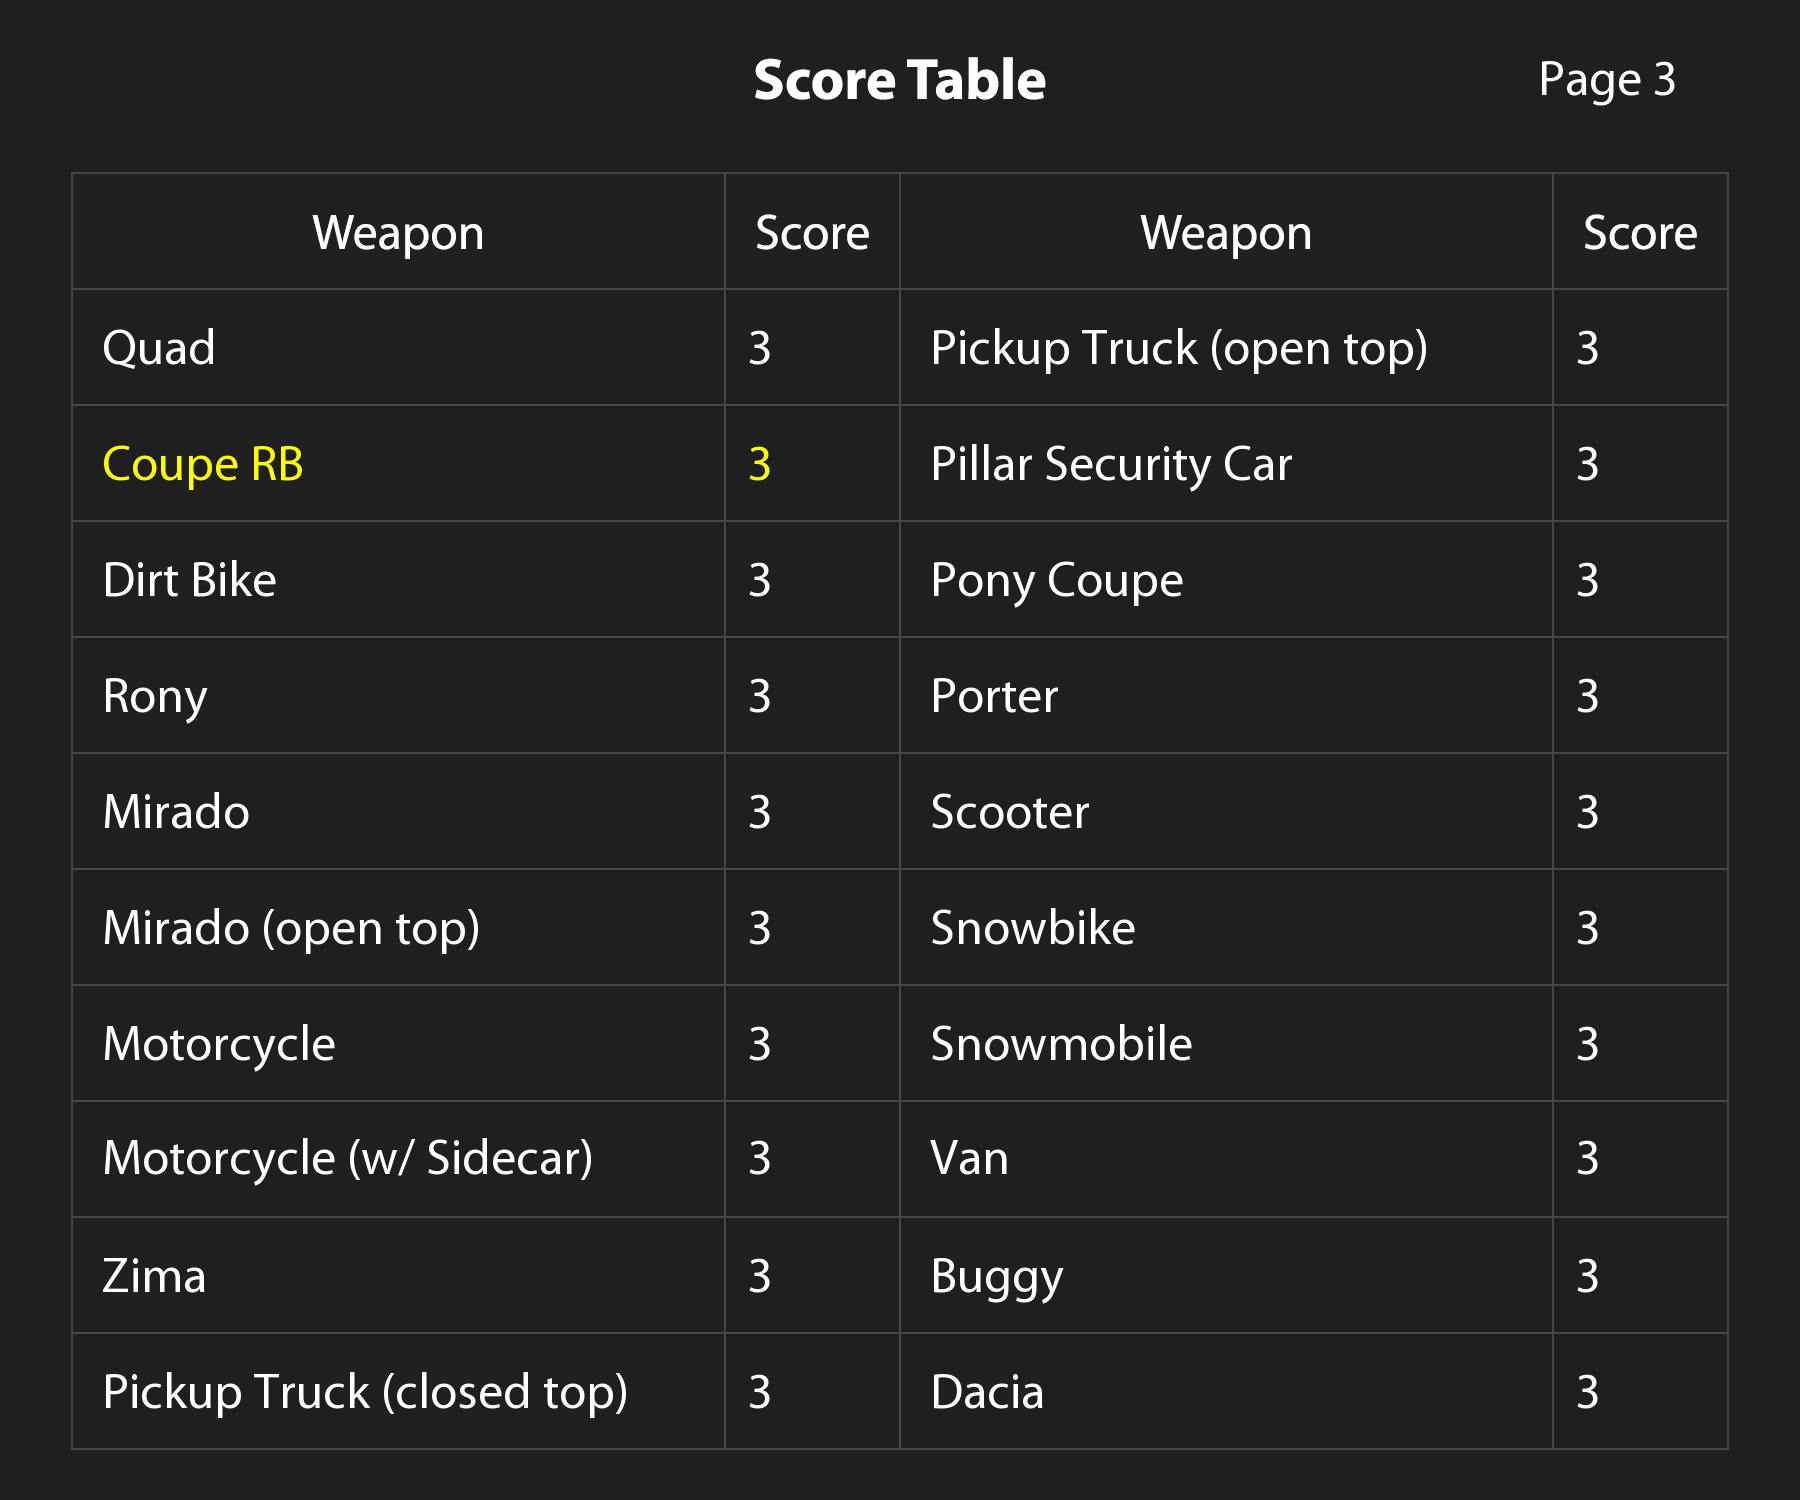 Score Table
Page 3
Weapon Score Weapon Score
Quad 3 Pickup Truck (open top) 3
Coupe RB 3 Pillar Security Car 3
Dirt Bike 3 Pony Coupe 3
Rony 3 Porter 3
Mirado 3 Scooter 3
Mirado (open top) 3 Snowbike 3
Motorcycle 3 Snowmobile 3
Motorcycle (w/ Sidecar) 3 Van 3
Zima 3 Buggy 3
Pickup Truck (closed top) 3 Dacia 3